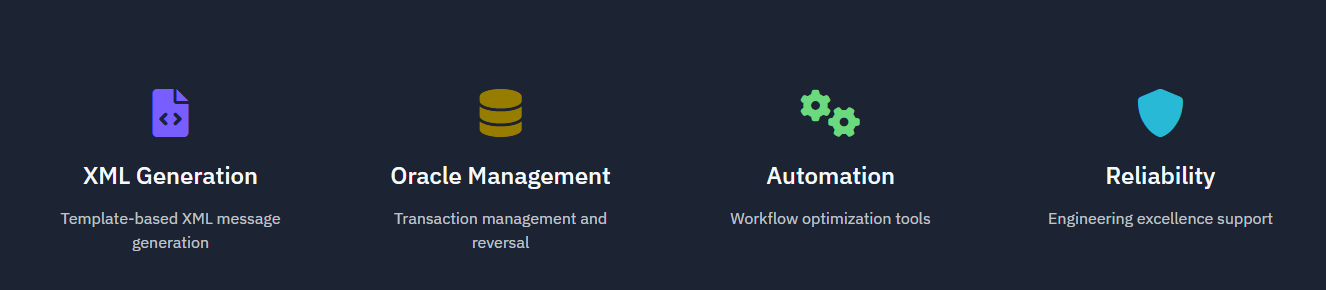 XML Generation
Template-based XML message
generation
Oracle Management
Transaction management and
reversal
Automation
Workflow optimization tools
Reliability
Engineering excellence support